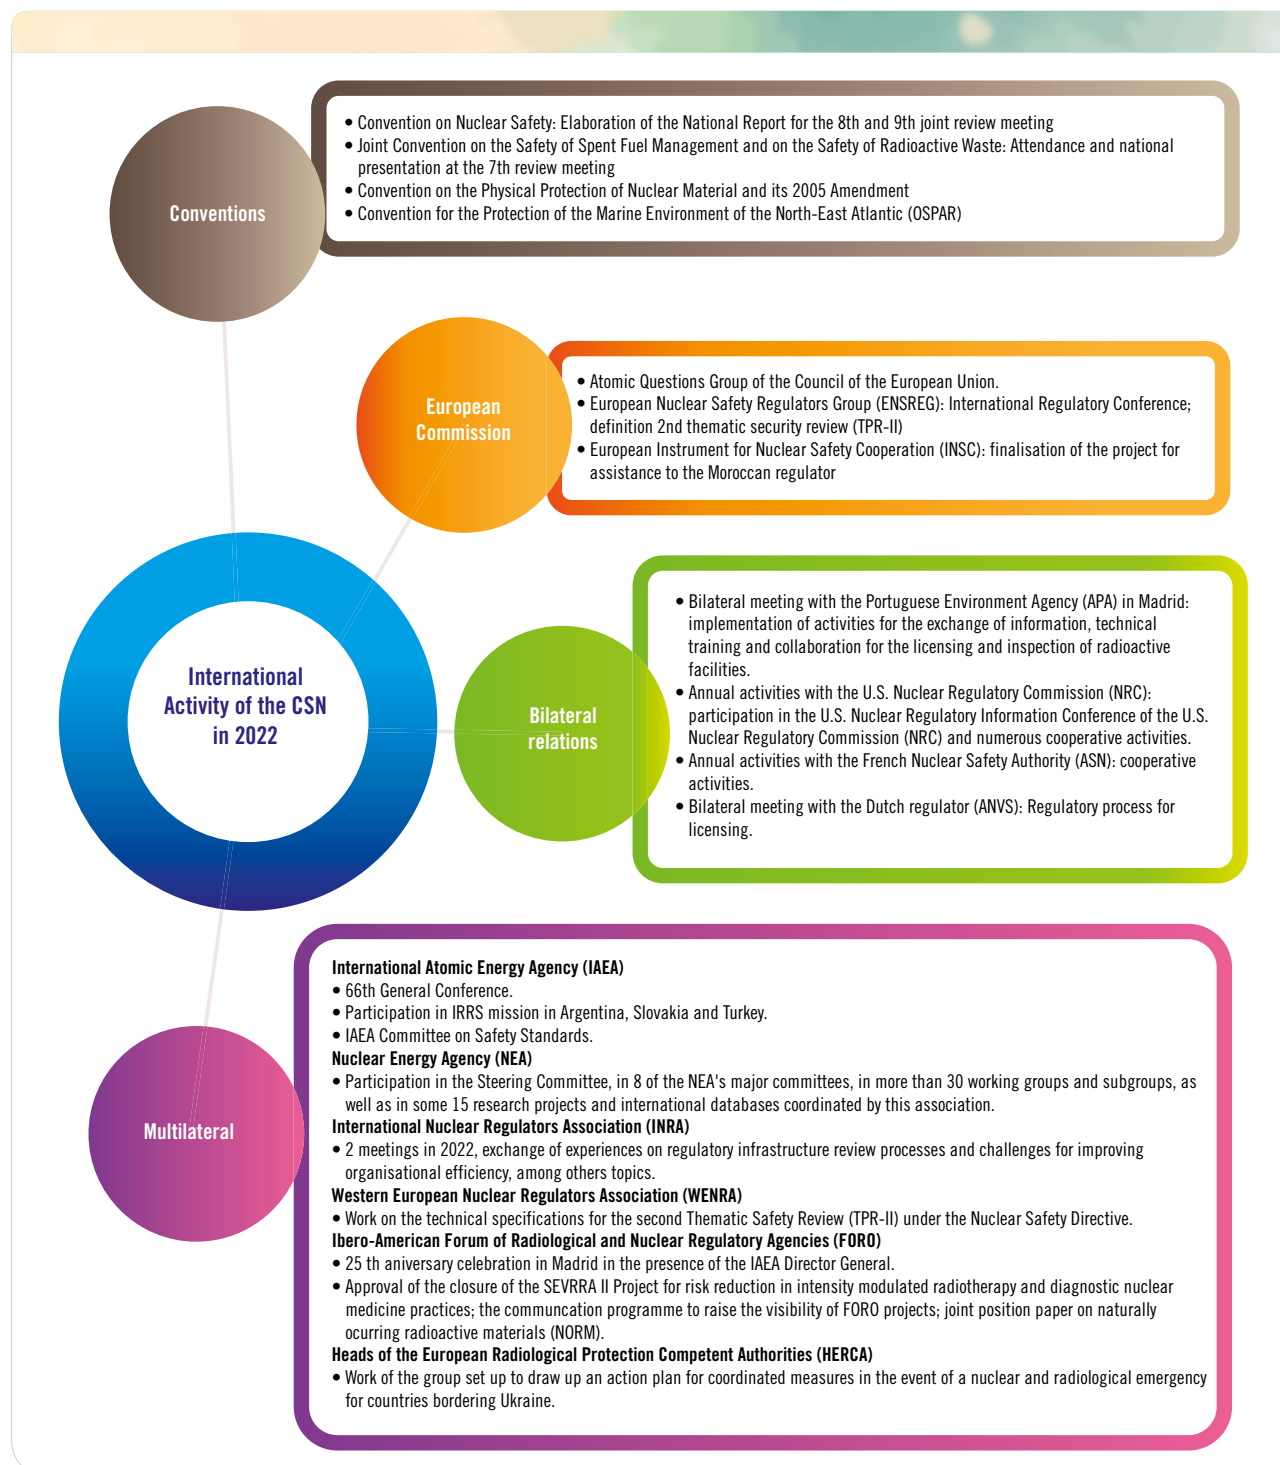 Conventions
• Convention on Nuclear Safety: Elaboration of the National Report for the 8th and 9th joint review meeting
• Joint Convention on the Safety of Spent Fuel Management and on the Safety of Radioactive Waste: Attendance and national
presentation at the 7th review meeting
• Convention on the Physical Protection of Nuclear Material and its 2005 Amendment
• Convention for the Protection of the Marine Environment of the North-East Atlantic (OSPAR)
European
Commission
• Atomic Questions Group of the Council of the European Union.
• European Nuclear Safety Regulators Group (ENSREG): International Regulatory Conference;
definition 2nd thematic security review (TPR-II)
• European Instrument for Nuclear Safety Cooperation (INSC): finalisation of the project for
assistance to the Moroccan regulator
International
Activity of the CSN
in 2022
Bilateral
relations
• Bilateral meeting with the Portuguese Environment Agency (APA) in Madrid:
implementation of activities for the exchange of information, technical
training and collaboration for the licensing and inspection of radioactive
facilities.
• Annual activities with the U.S. Nuclear Regulatory Commission (NRC):
participation in the U.S. Nuclear Regulatory Information Conference of the U.S.
Nuclear Regulatory Commission (NRC) and numerous cooperative activities.
• Annual activities with the French Nuclear Safety Authority (ASN): cooperative
activities.
• Bilateral meeting with the Dutch regulator (ANVS): Regulatory process for
licensing.
Multilateral
International Atomic Energy Agency (IAEA)
• 66th General Conference.
• Participation in IRRS mission in Argentina, Slovakia and Turkey.
• IAEA Committee on Safety Standards.
Nuclear Energy Agency (NEA)
• Participation in the Steering Committee, in 8 of the NEA's major committees, in more than 30 working groups and subgroups, as
well as in some 15 research projects and international databases coordinated by this association.
International Nuclear Regulators Association (INRA)
• 2 meetings in 2022, exchange of experiences on regulatory infrastructure review processes and challenges for improving
organisational efficiency, among others topics.
Western European Nuclear Regulators Association (WENRA)
• Work on the technical specifications for the second Thematic Safety Review (TPR-II) under the Nuclear Safety Directive.
Ibero-American Forum of Radiological and Nuclear Regulatory Agencies (FORO)
• 25 th aniversary celebration in Madrid in the presence of the IAEA Director General.
• Approval of the closure of the SEVRRA II Project for risk reduction in intensity modulated radiotherapy and diagnostic nuclear
medicine practices; the communcation programme to raise the visibility of FORO projects; joint position paper on naturally
ocurring radioactive materials (NORM).
Heads of the European Radiological Protection Competent Authorities (HERCA)
• Work of the group set up to draw up an action plan for coordinated measures in the event of a nuclear and radiological emergency
for countries bordering Ukraine.